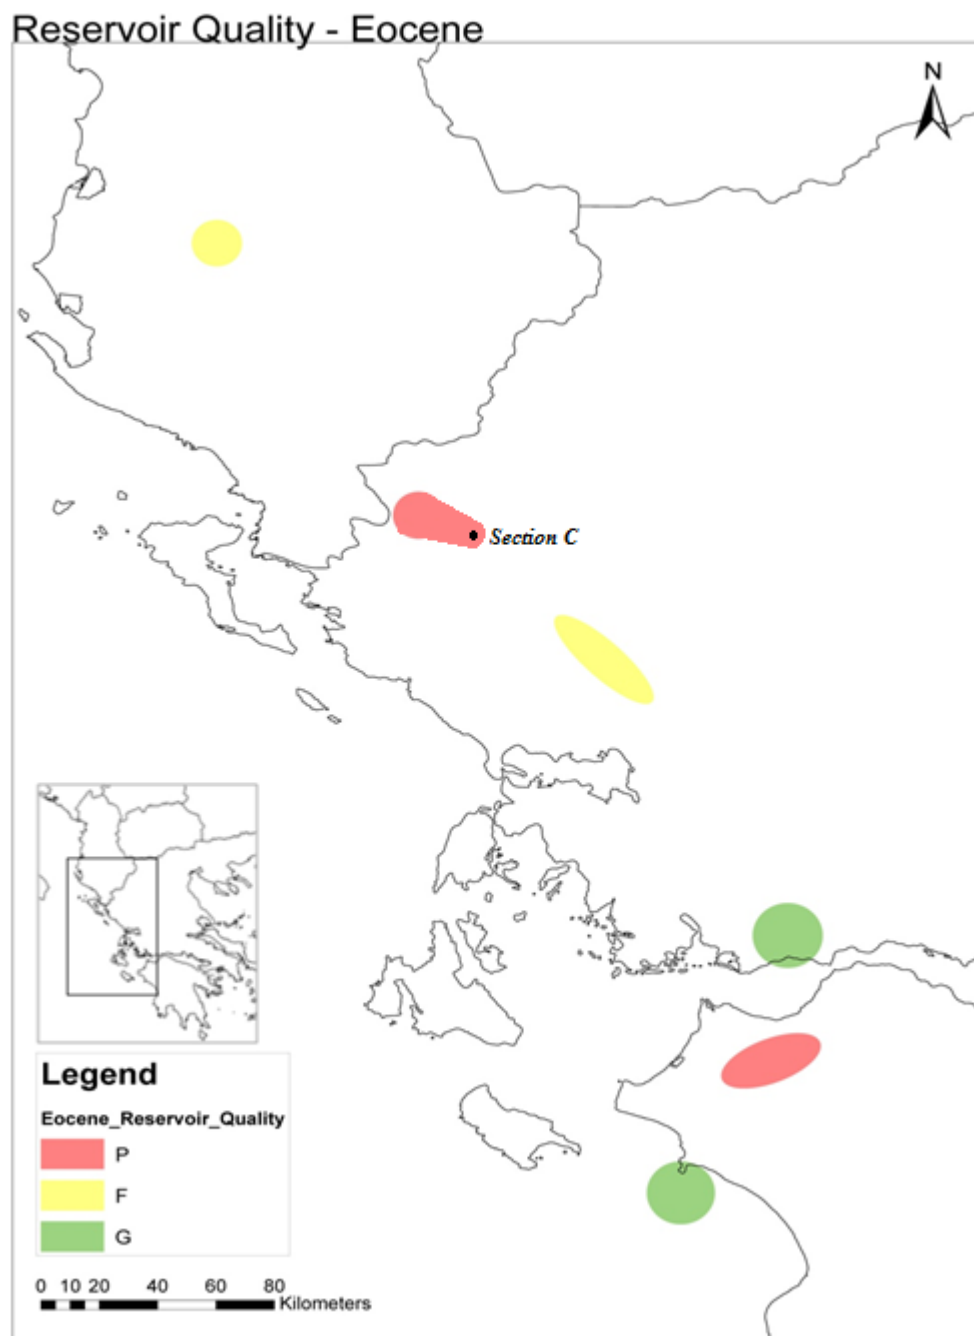 Reservoir Quality - Eocene
N
Section C
Legend
Eocene_Reservoir_Quality
P
F
G
0 10 20 40 60 80
Kilometers